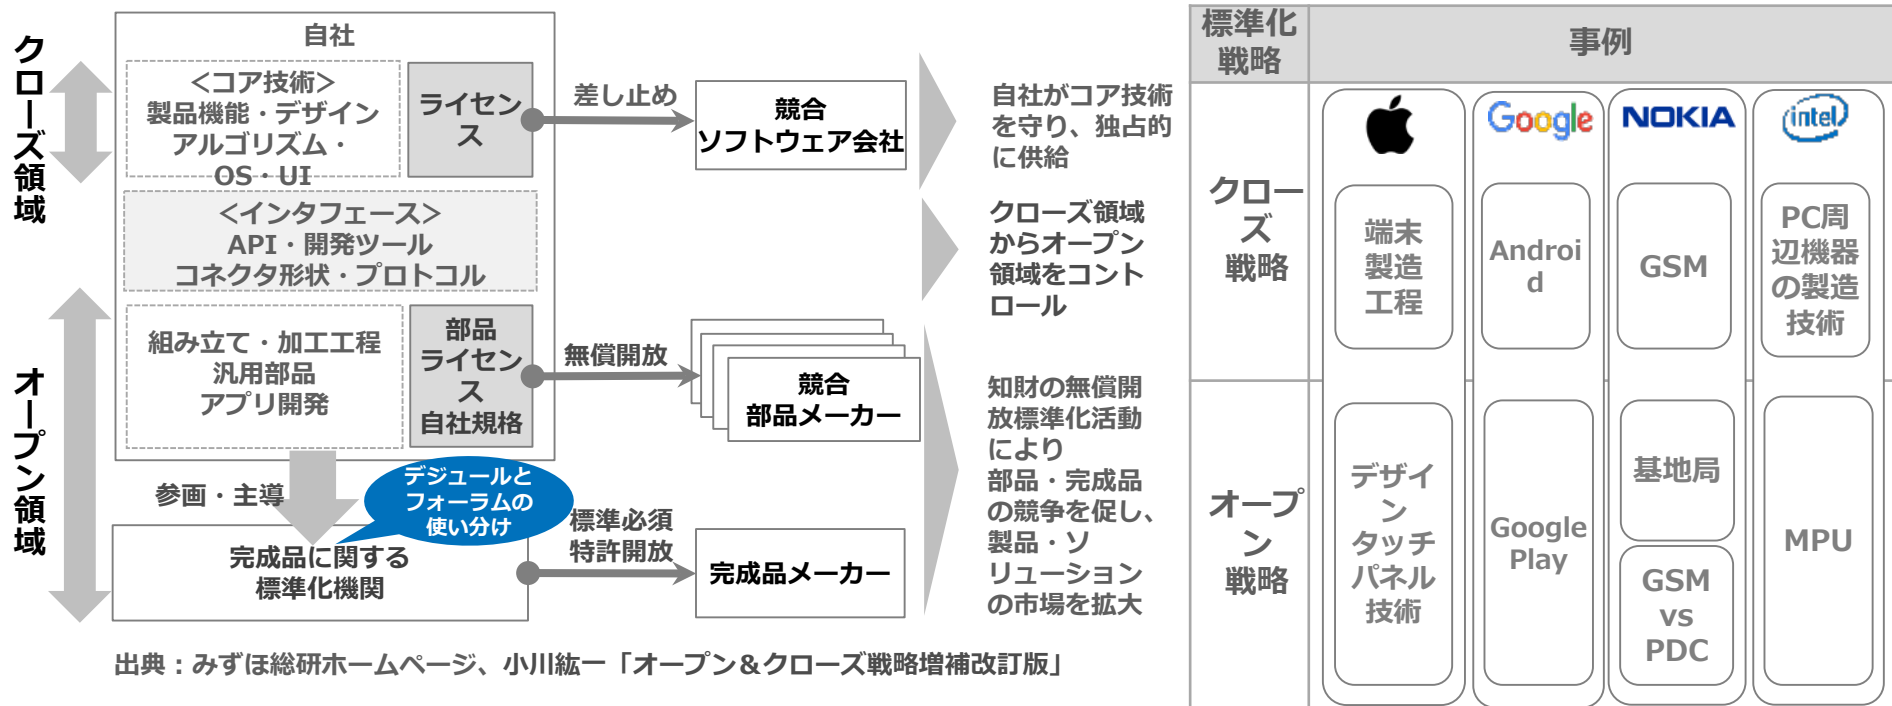 クローズ領域
自社
＜コア技術＞
製品機能・デザイン
アルゴリズム・
OS・UI
ライセン
ス
差し止め
競合
ソフトウェア会社
自社がコア技術
を守り、独占的
に供給
＜インタフェース＞
API・開発ツール
コネクタ形状・プロトコル
クローズ領域
からオープン
領域をコント
ロール
オープン領域
組み立て・加工工程
汎用部品
アプリ開発
部品
ライセン
ス
自社規格
無償開放
競合
部品メーカー
知財の無償開
放標準化活動
により
部品・完成品
の競争を促し、
製品・ソ
リューション
の市場を拡大
参画・主導
デジュールと
フォーラムの
使い分け
完成品に関する
標準化機関
標準必須
特許開放
完成品メーカー
出典：みずほ総研ホームページ、小川紘一「オープン＆クローズ戦略増補改訂版」
標準化
戦略
事例
Google
NOKIA
intel
クロー
ズ
戦略
端末
製造
工程
Androi
d
GSM
PC周
辺機器
の製造
技術
オープ
ン
戦略
デザイ
ン
タッチ
パネル
技術
Google
Play
基地局
GSM
vs
PDC
MPU